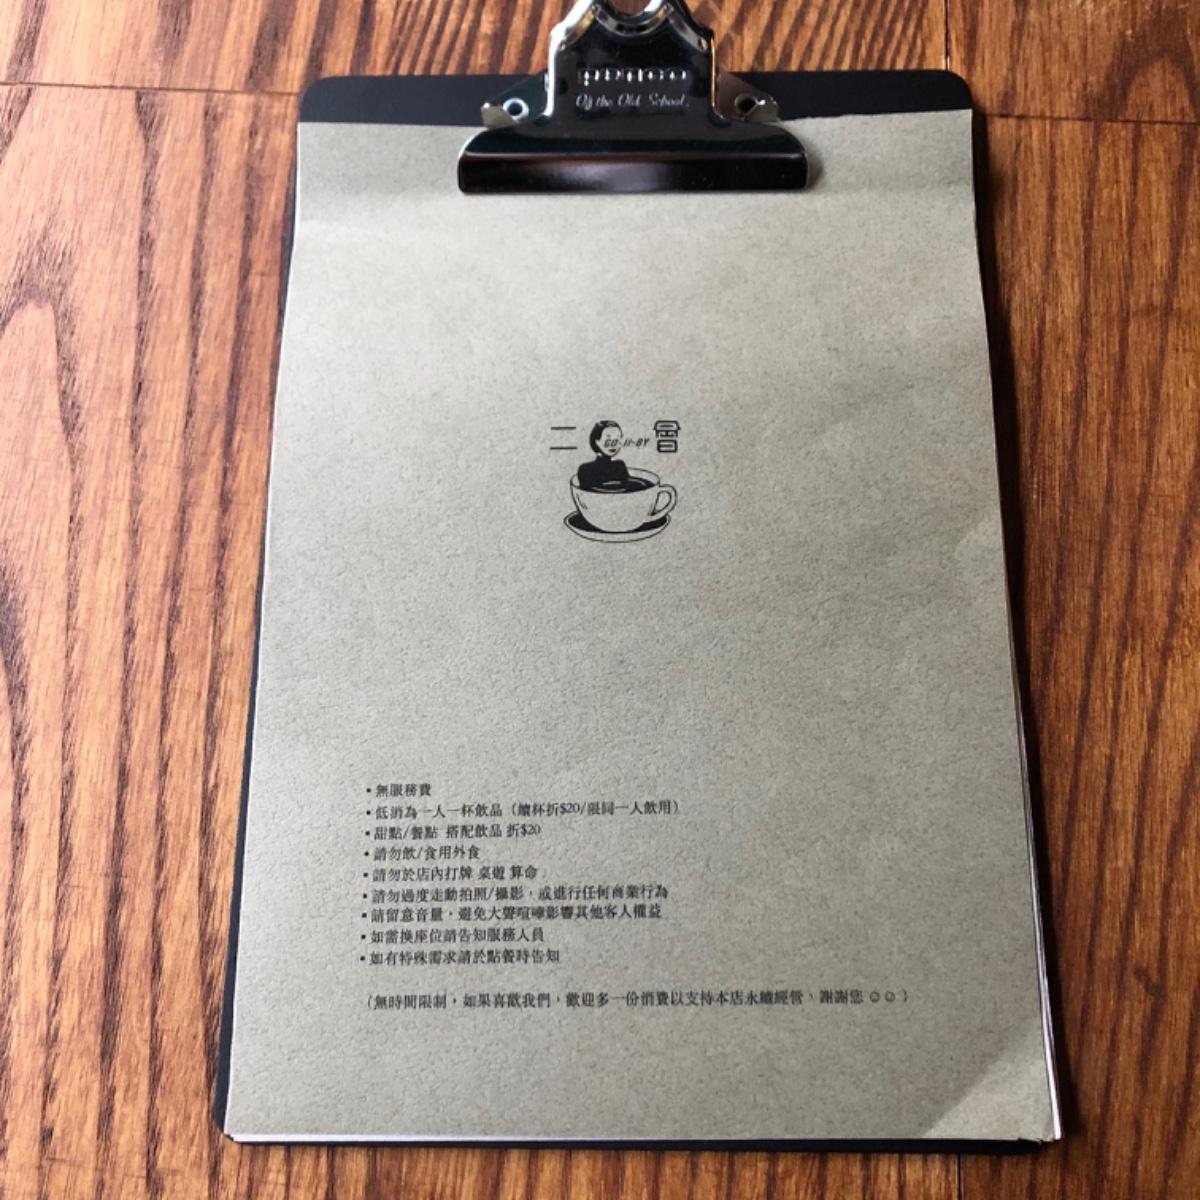 penco
Of the Old School.
二 會
GO-JI-BY
▪無服務費
▪低消為一人一杯飲品（續杯折$20/限同一人飲用）
▪甜點/餐點 搭配飲品 折$20
▪請勿飲/食用外食
▪請勿於店內打牌 桌遊 算命
▪請勿過度走動拍照/攝影，或進行任何商業行為
▪請留意音量，避免大聲喧嘩影響其他客人權益
▪如需換座位請告知服務人員
▪如有特殊需求請於點餐時告知
（無時間限制，如果喜歡我們，歡迎多一份消費以支持本店永續經營，謝謝您 ☺☺）